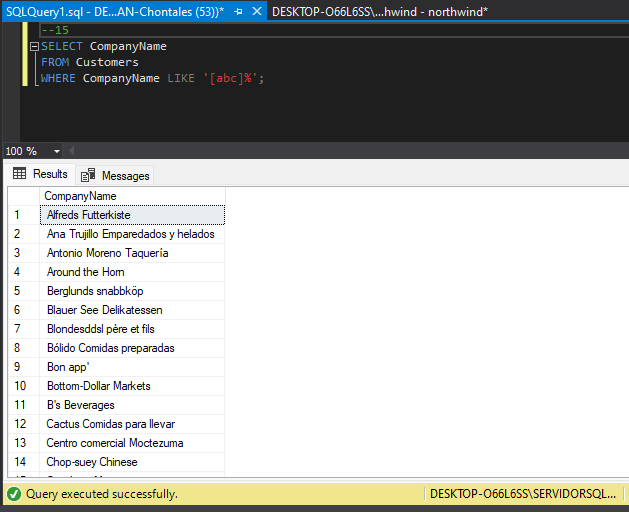 SQLQuery1.sql - DE...AN-Chontales (53))* DESKTOP-O66L6SS\...hwind - northwind*
--15
SELECT CompanyName
FROM Customers
WHERE CompanyName LIKE '[abc]%';
100 %
Results Messages
CompanyName
1 Alfreds Futterkiste
2 Ana Trujillo Emparedados y helados
3 Antonio Moreno Taquería
4 Around the Horn
5 Berglunds snabbköp
6 Blauer See Delikatessen
7 Blondesddsl père et fils
8 Bólido Comidas preparadas
9 Bon app'
10 Bottom-Dollar Markets
11 B's Beverages
12 Cactus Comidas para llevar
13 Centro comercial Moctezuma
14 Chop-suey Chinese
Query executed successfully. DESKTOP-O66L6SS\SERVIDORSQL...